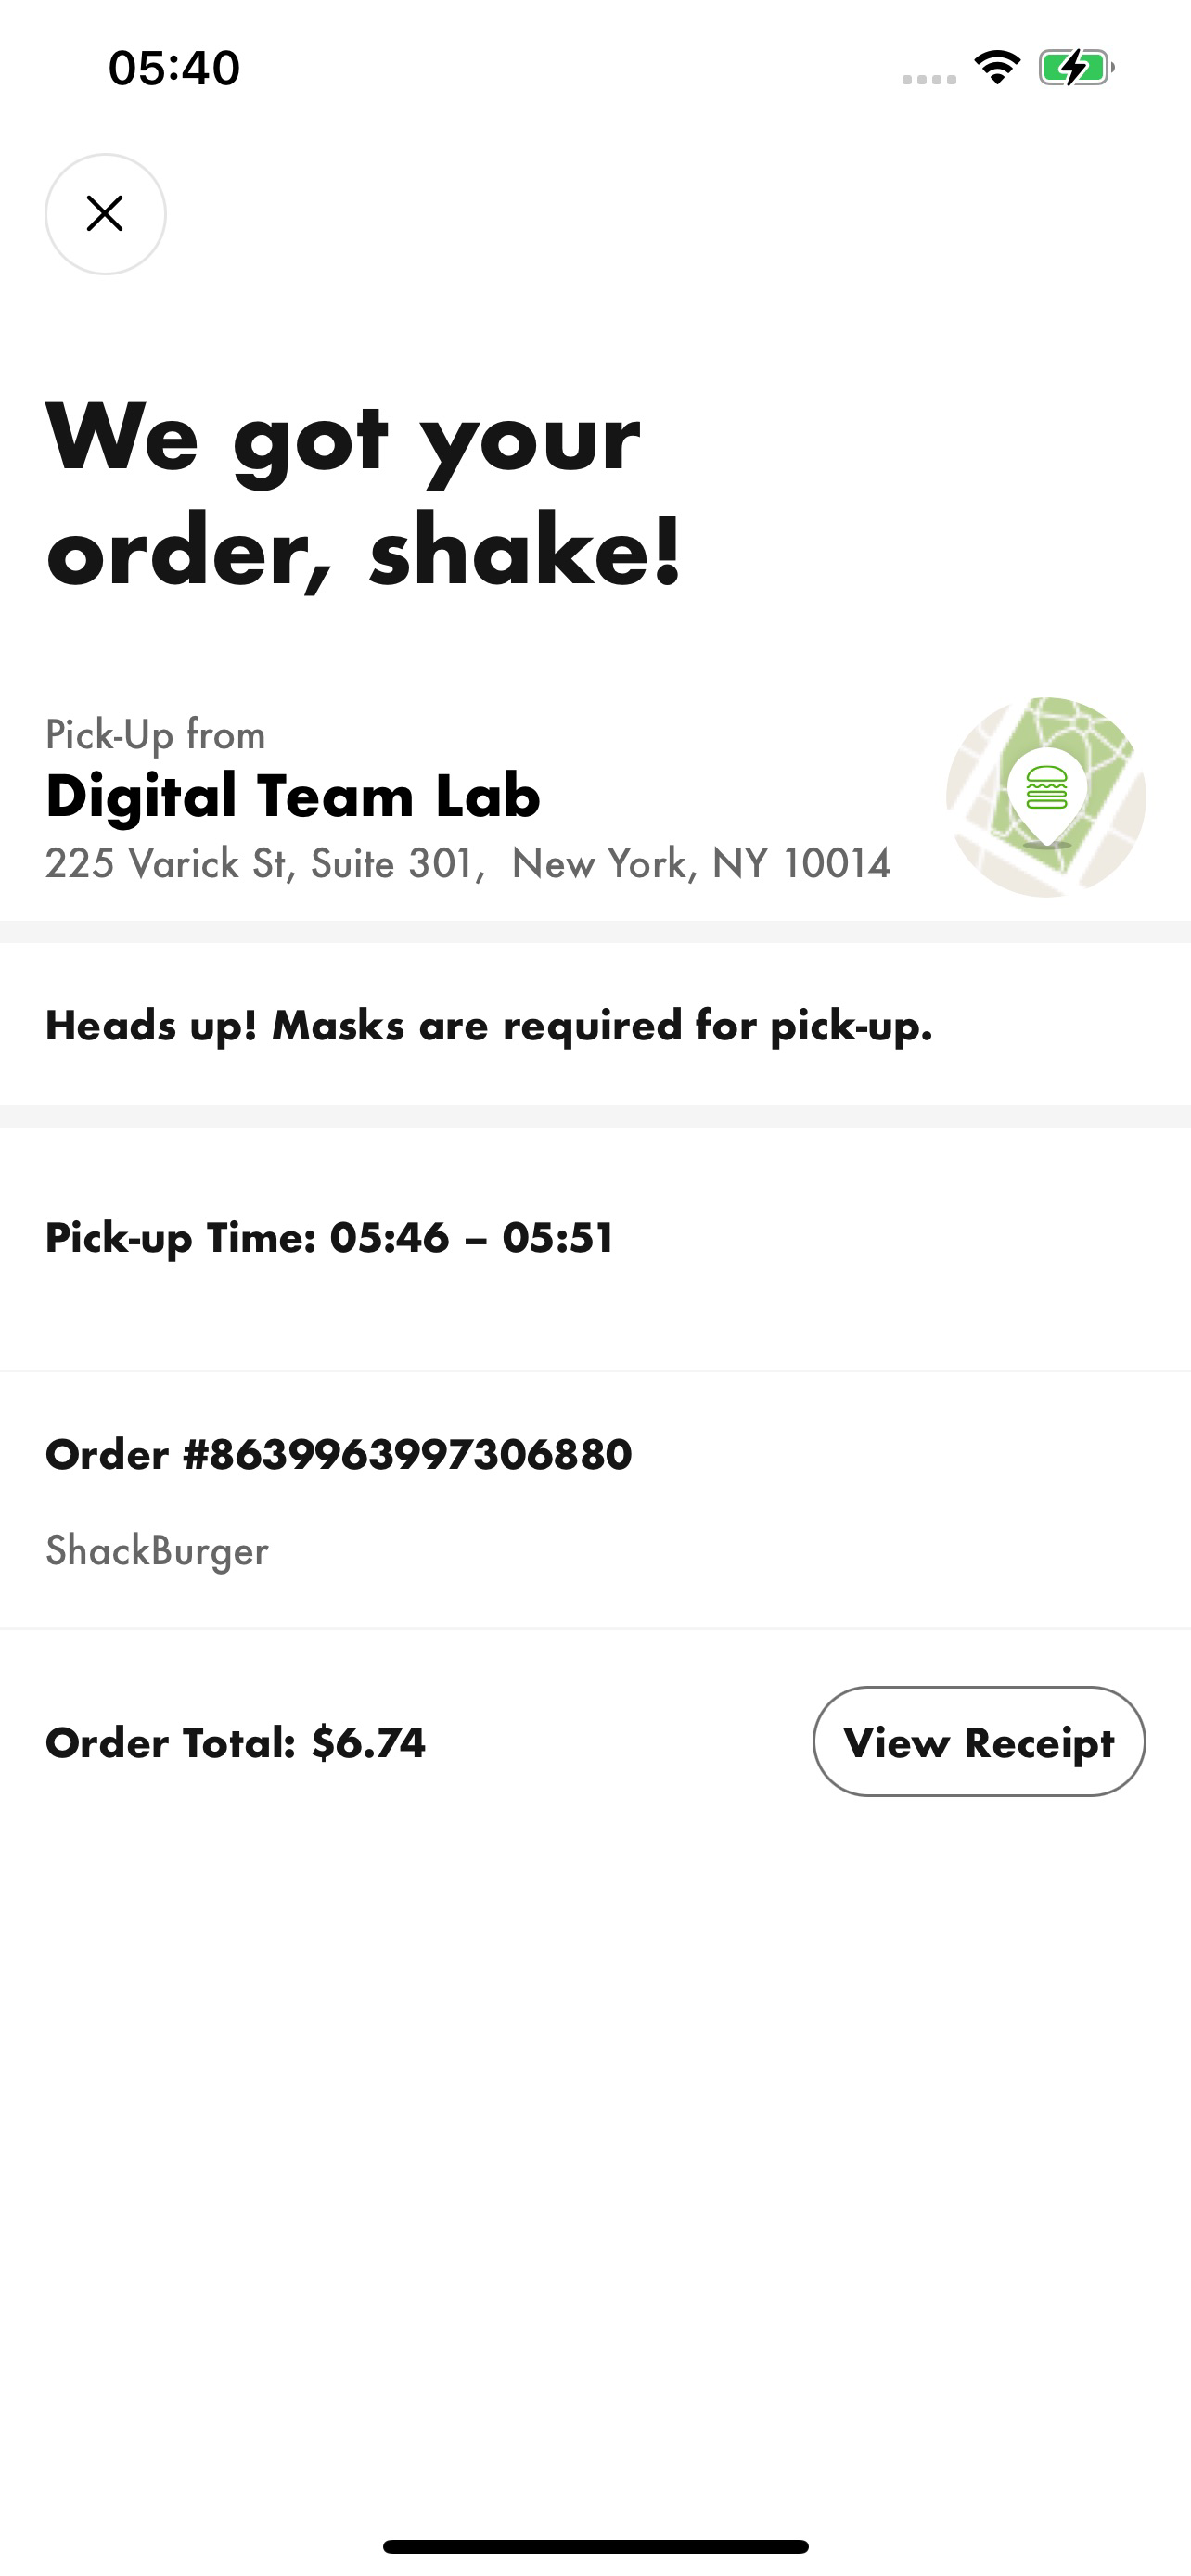 05:40
We got your
order, shake!
Pick-Up from
Digital Team Lab
225 Varick St, Suite 301,  New York, NY 10014
Heads up! Masks are required for pick-up.
Pick-up Time: 05:46 – 05:51
Order #8639963997306880
ShackBurger
Order Total: $6.74
View Receipt